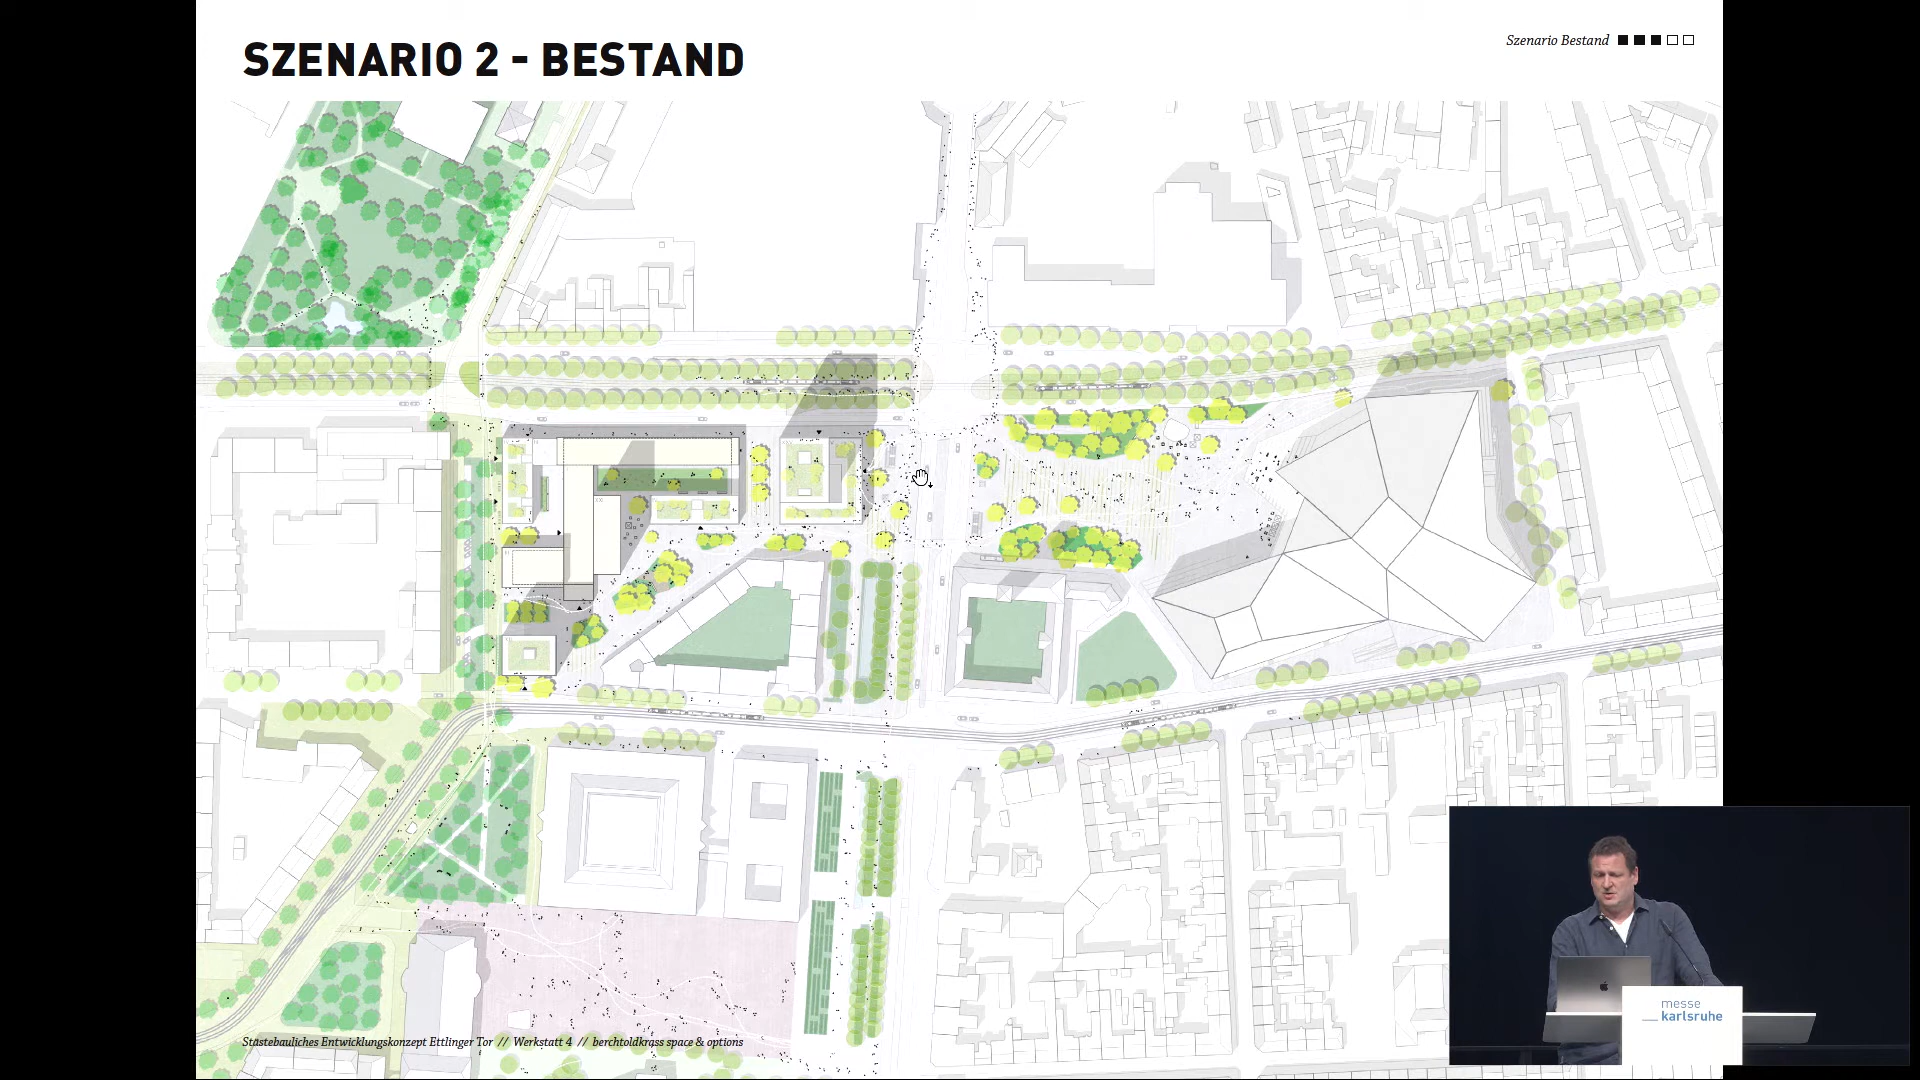 SZENARIO 2 - BESTAND
Szenario Bestand
Städtebauliches Entwicklungskonzept Ettlinger Tor // Werkstatt 4 // berchtoldkrass space & options
messe
karlsruhe